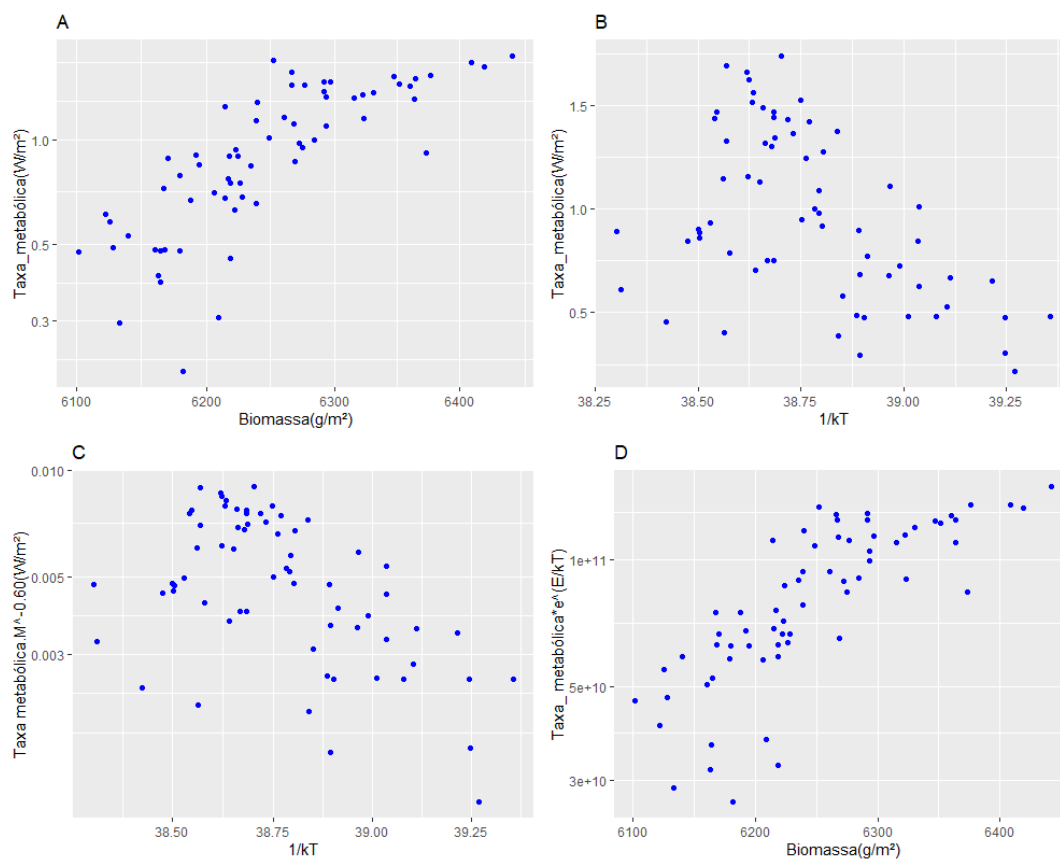 A
Taxa_metabólica(W/m²)
1.0
0.5
0.3
6100 6200 6300 6400
Biomassa(g/m²)
B
Taxa_metabólica(W/m²)
1.5
1.0
0.5
38.25 38.50 38.75 39.00 39.25
1/kT
C
Taxa metabólica.M^-0.60(W/m²)
0.010
0.005
0.003
38.50 38.75 39.00 39.25
1/kT
D
Taxa_ metabólica*e^(E/kT)
1e+11
5e+10
3e+10
6100 6200 6300 6400
Biomassa(g/m²)